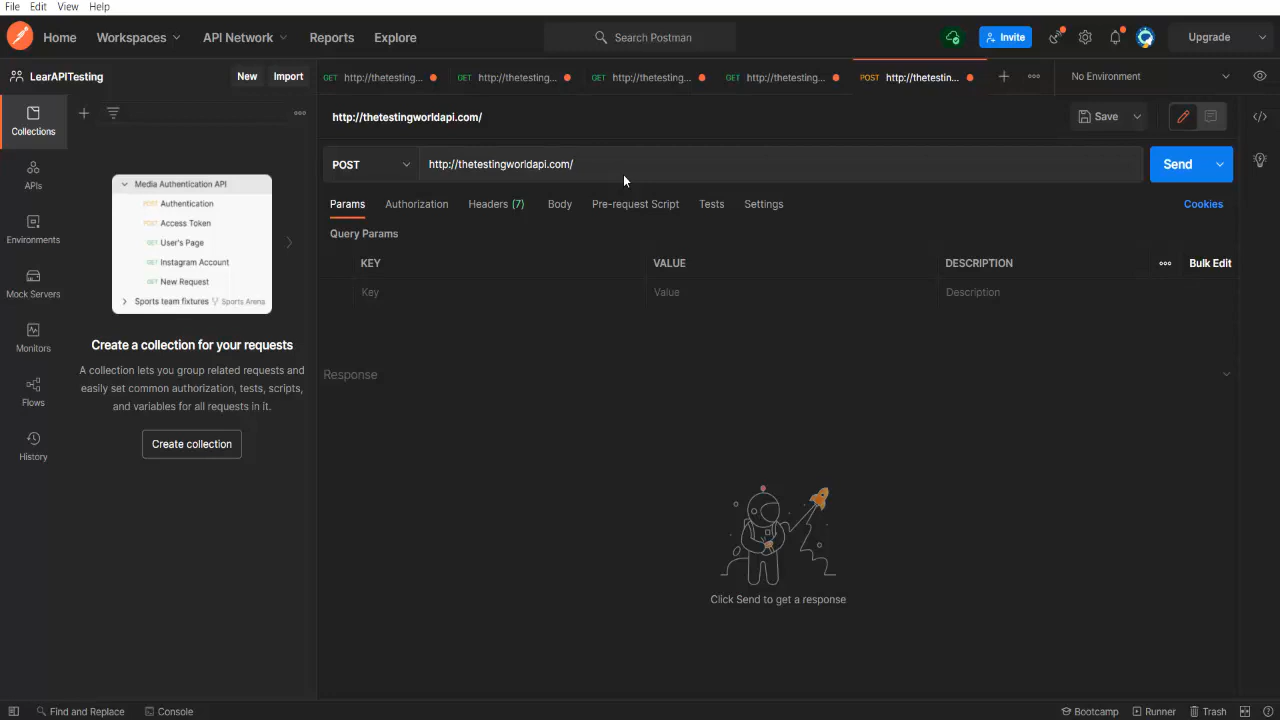 File Edit View Help
Home Workspaces API Network Reports Explore Search Postman Invite Upgrade
LearAPITesting New Import GET http://thetesting... GET http://thetesting... GET http://thetesting... GET http://thetesting... POST http://thetestin... No Environment
http://thetestingworldapi.com/ Save
POST http://thetestingworldapi.com/ Send
Params Authorization Headers (7) Body Pre-request Script Tests Settings Cookies
Query Params
KEY VALUE DESCRIPTION Bulk Edit
Key Value Description
Response
Click Send to get a response
Collections
APIs
Environments
Mock Servers
Monitors
Flows
History
Media Authentication API
POST Authentication
POST Access Token
GET User's Page
GET Instagram Account
GET New Request
Sports team fixtures Sports Arena
Create a collection for your requests
A collection lets you group related requests and
easily set common authorization, tests, scripts,
and variables for all requests in it.
Create collection
Find and Replace Console Bootcamp Runner Trash